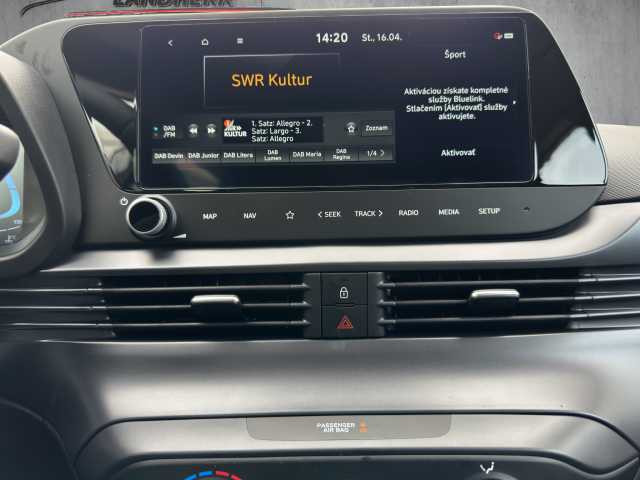 LANDHERR
14:20 St., 16.04.
SWR Kultur
Šport
Aktiváciou získate kompletné
služby Bluelink.
Stlačením [Aktivovať] služby
aktivujete.
Aktivovať
DAB
/FM
KULTUR
1. Satz: Allegro - 2.
Satz: Largo - 3.
Satz: Allegro
Zoznam
DAB Devín
DAB Junior
DAB Litera
DAB
Lumen
DAB Maria
DAB
Regina
1/4
MAP
NAV
SEEK
TRACK
RADIO
MEDIA
SETUP
PASSENGER
AIR BAG